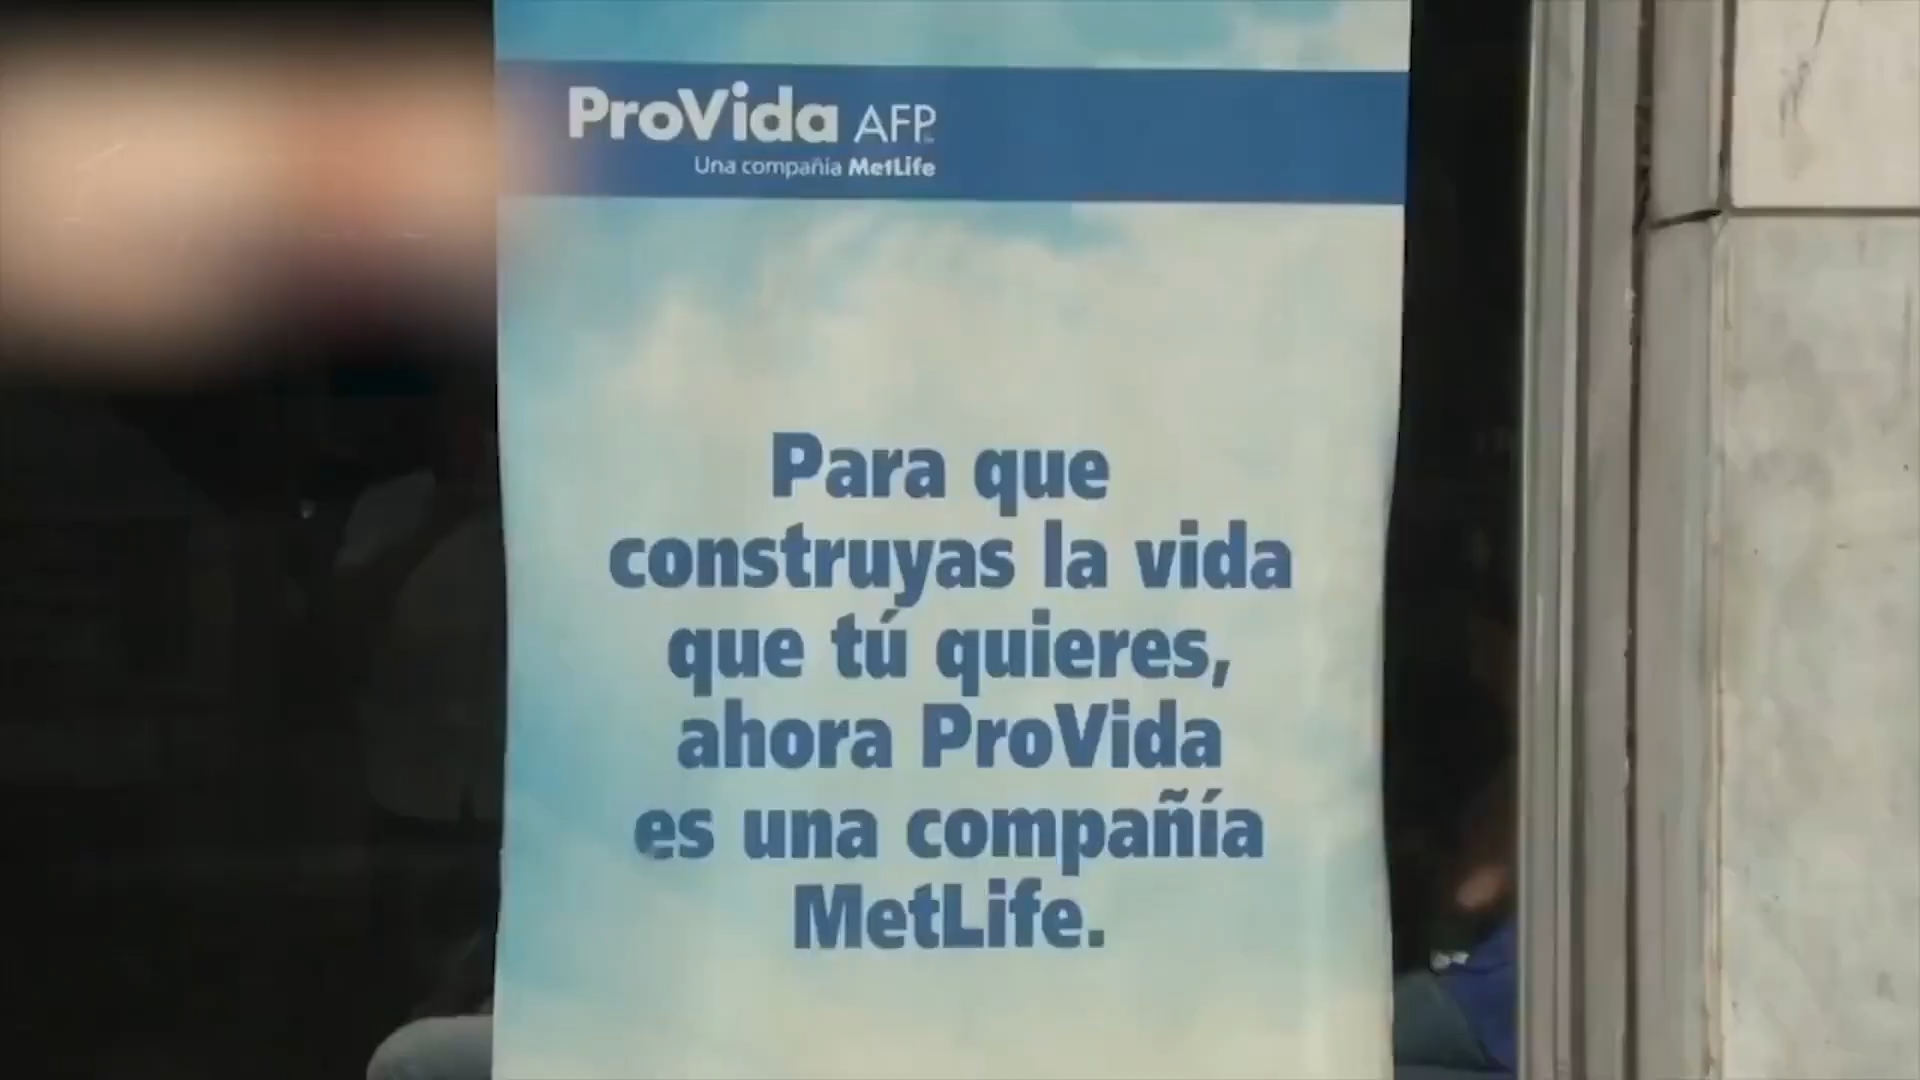 ProVida AFP
Una compañía MetLife
Para que
construyas la vida
que tú quieres,
ahora ProVida
es una compañía
MetLife.